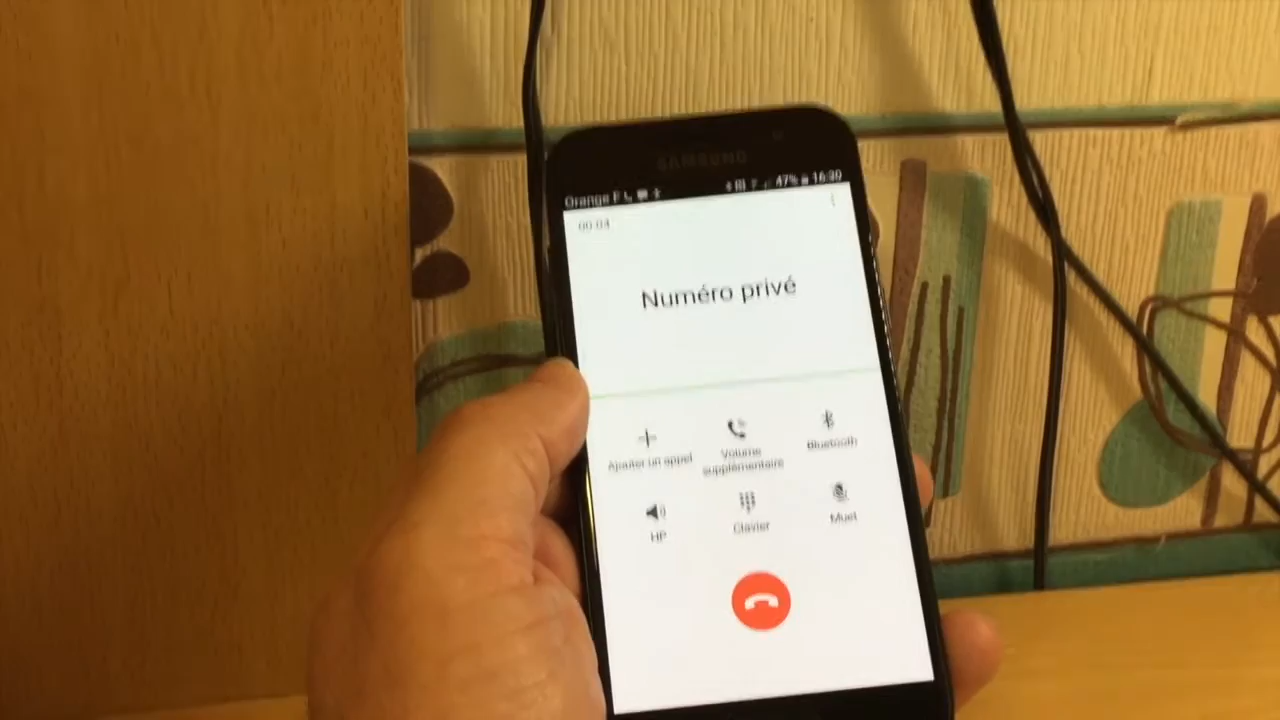 SAMSUNG
Orange F 47% 16:30
00:04
Numéro privé
Ajouter un appel
Volume
supplémentaire
Bluetooth
HP
Clavier
Muet